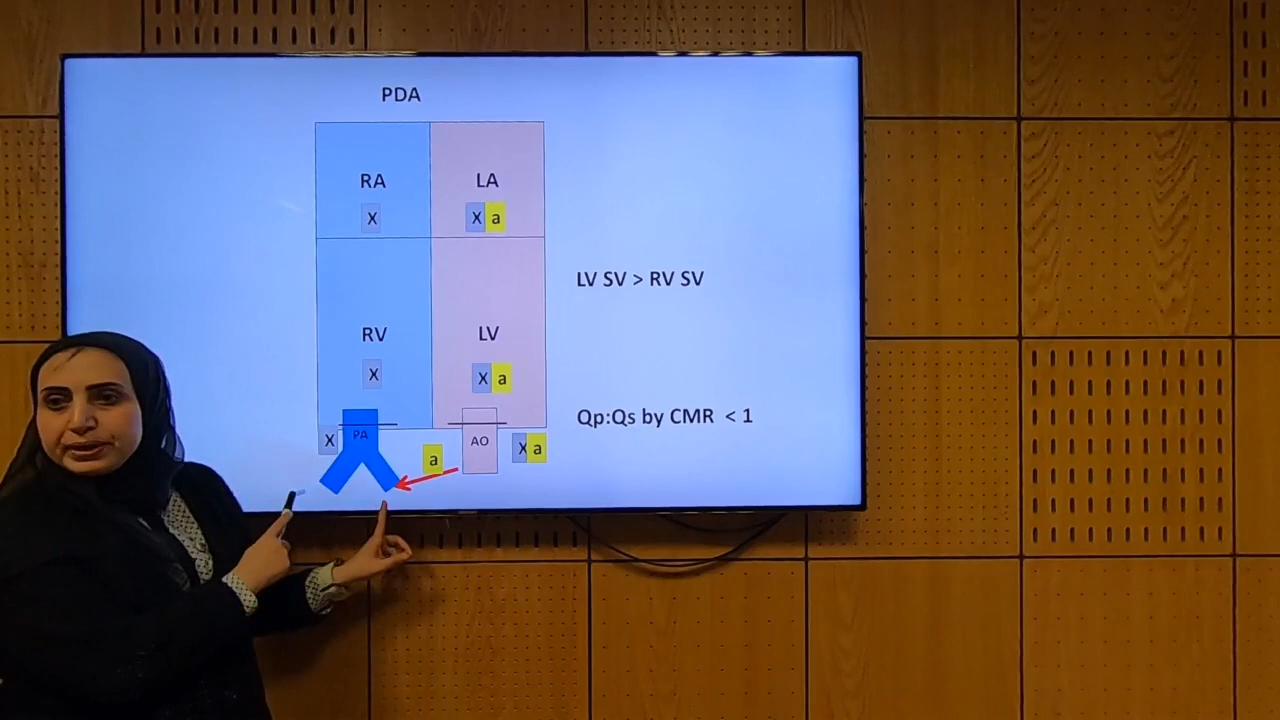 PDA
RA LA
X X a
LV SV > RV SV
RV LV
X X a
Qp:Qs by CMR < 1
X PA a AO X a